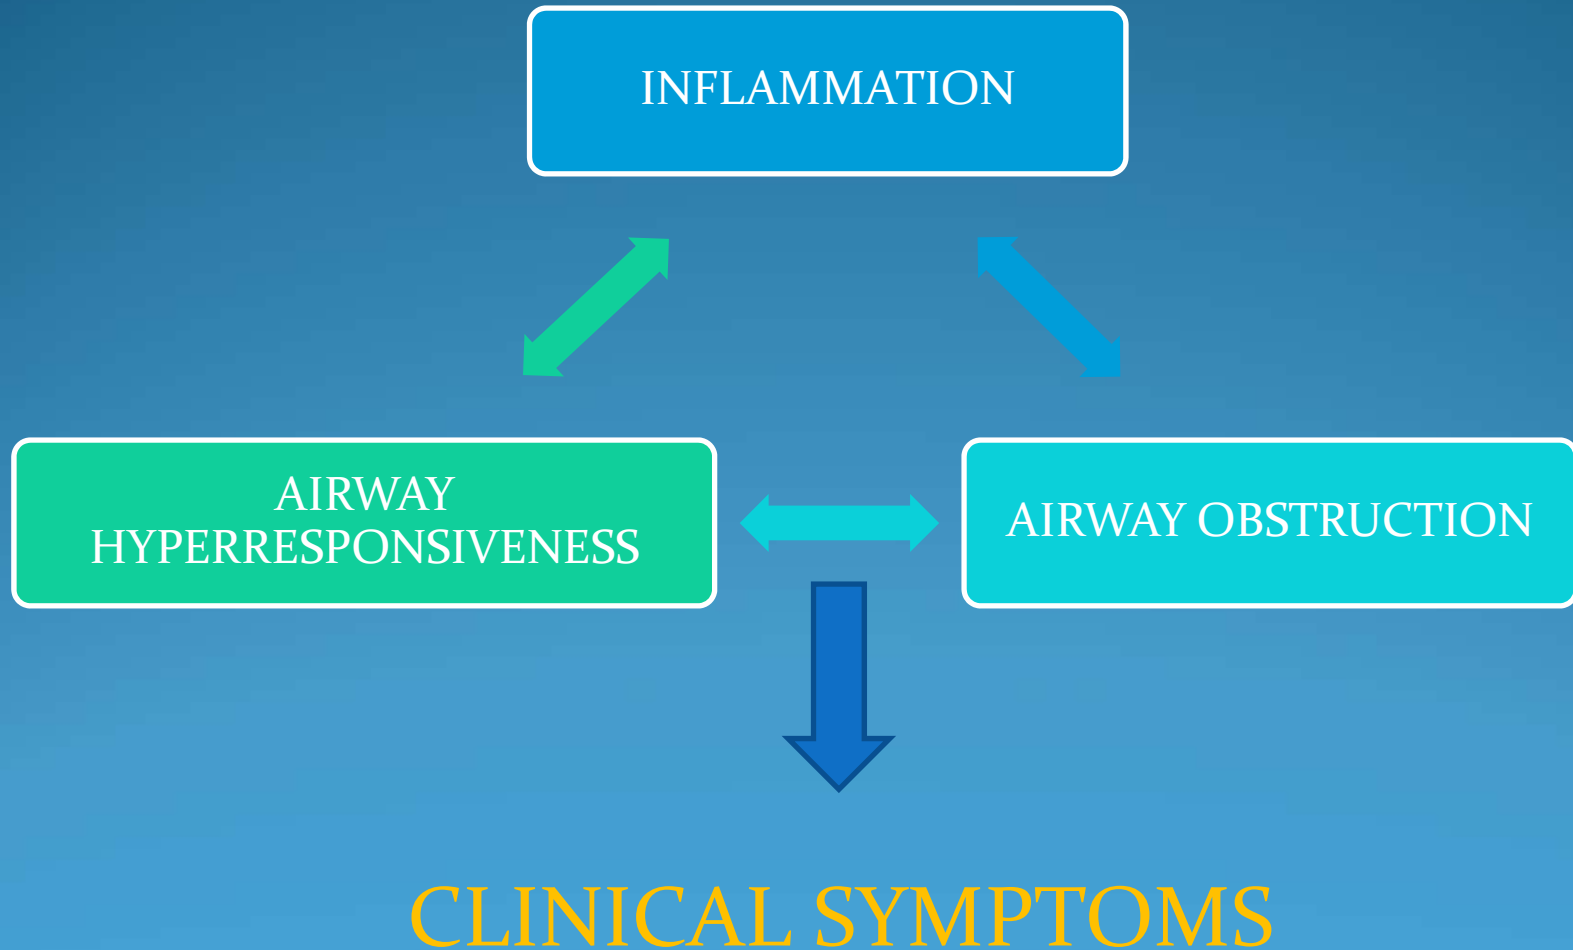 INFLAMMATION
AIRWAY
HYPERRESPONSIVENESS
AIRWAY OBSTRUCTION
CLINICAL SYMPTOMS